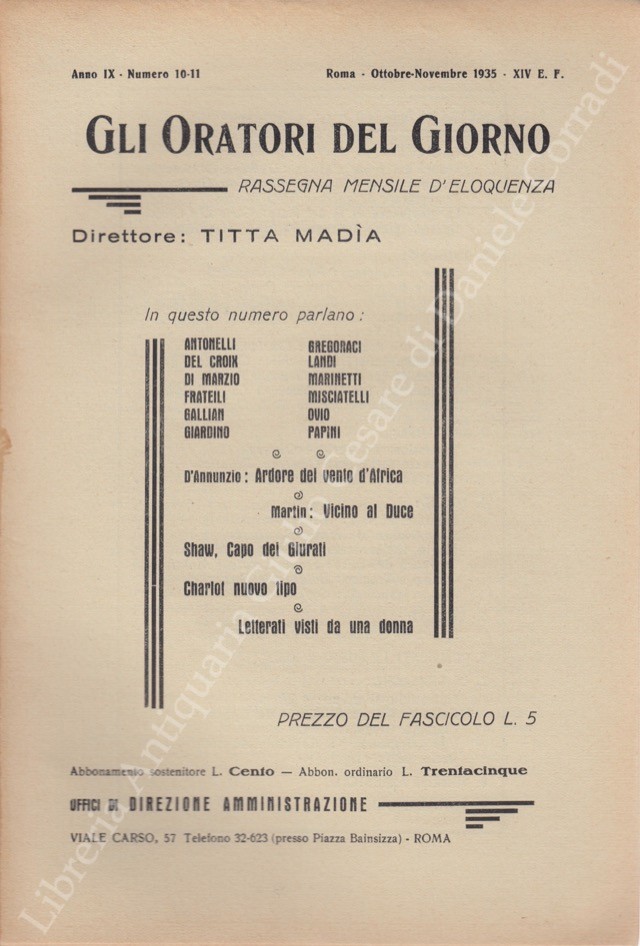 Anno IX - Numero 10-11
Roma - Ottobre-Novembre 1935 - XIV E. F.
GLI ORATORI DEL GIORNO
RASSEGNA MENSILE D'ELOQUENZA
Direttore: TITTA MADÌA
In questo numero parlano:
ANTONELLI
DEL CROIX
DI MARZIO
FRATEILI
GALLIAN
GIARDINO
GREGORACI
LANDI
MARINETTI
MISCIATELLI
OVIO
PAPINI
D'Annunzio: Ardore del vento d'Africa
Martin: Vicino al Duce
Shaw, Capo dei Giurati
Charlot nuovo tipo
Letterati visti da una donna
PREZZO DEL FASCICOLO L. 5
Abbonamento sostenitore L. Cento — Abbon. ordinario L. Trentacinque
UFFICI DI DIREZIONE AMMINISTRAZIONE
VIALE CARSO, 57 Telefono 32-623 (presso Piazza Bainsizza) - ROMA
Libreria Antiquaria Giulio Cesare di Daniele Corradi